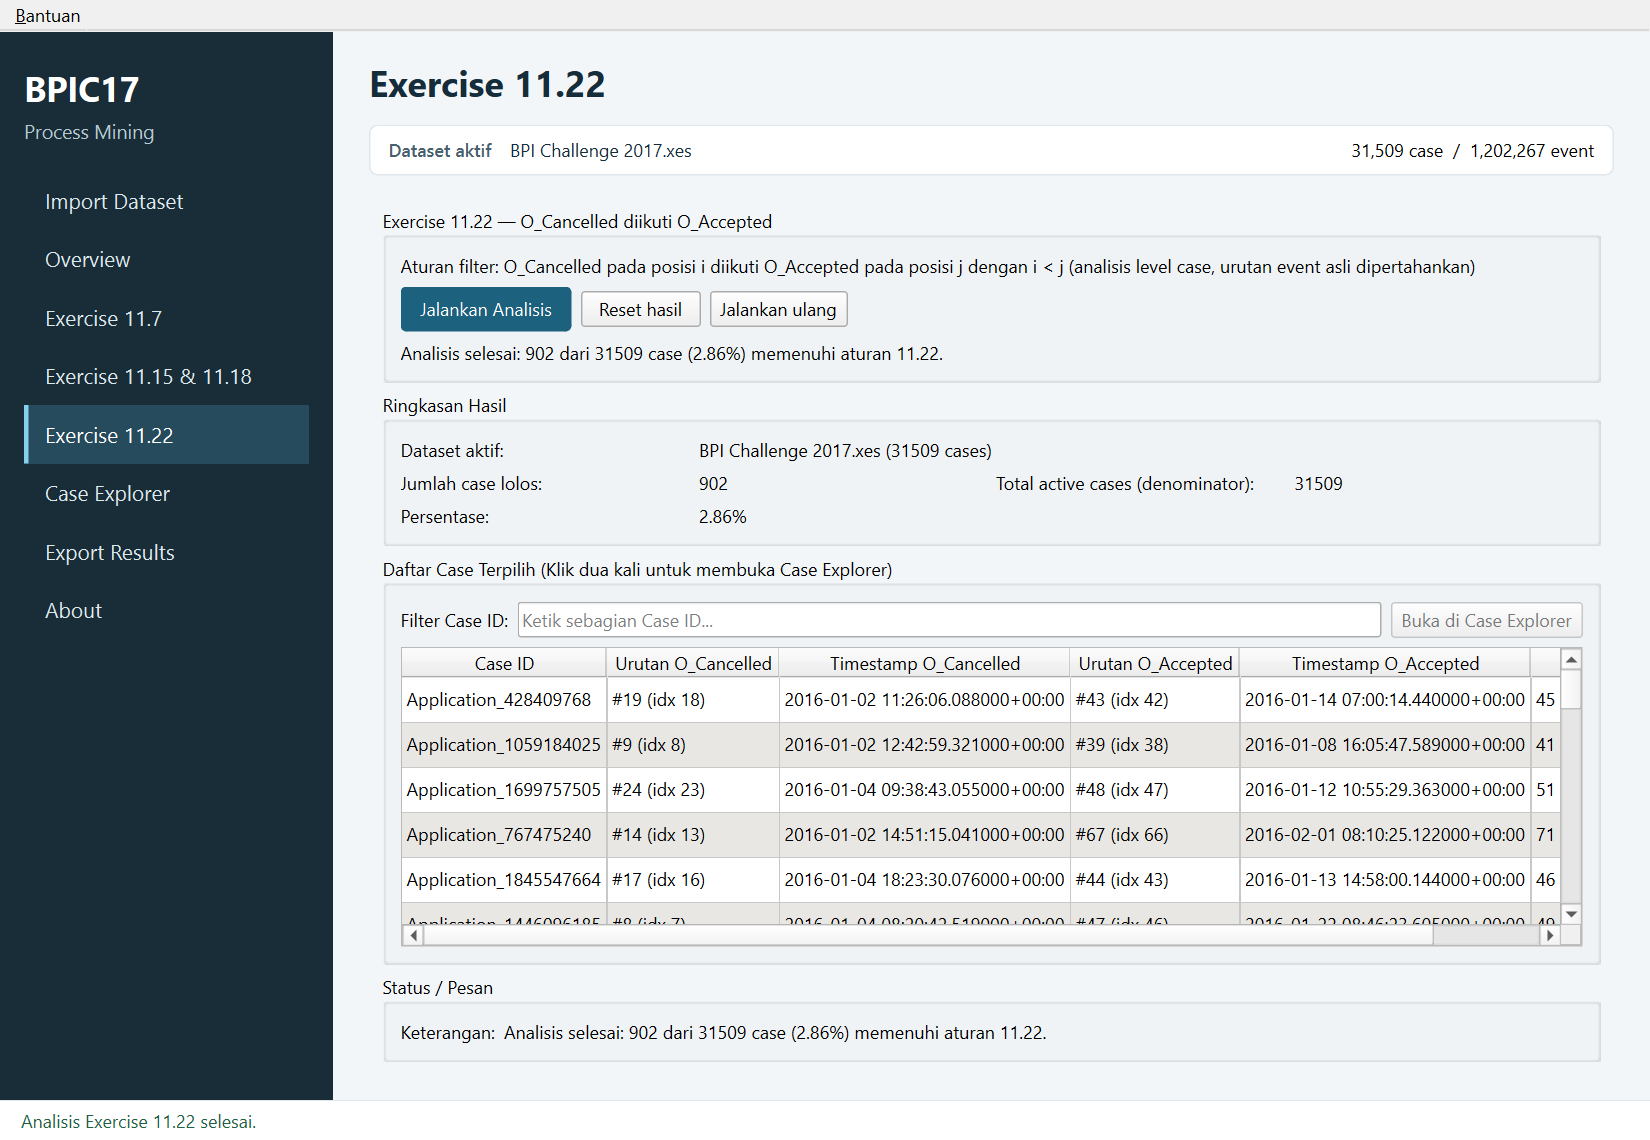 Bantuan
BPIC17
Process Mining
Import Dataset
Overview
Exercise 11.7
Exercise 11.15 & 11.18
Exercise 11.22
Case Explorer
Export Results
About
Exercise 11.22
Dataset aktif BPI Challenge 2017.xes 31,509 case / 1,202,267 event
Exercise 11.22 — O_Cancelled diikuti O_Accepted
Aturan filter: O_Cancelled pada posisi i diikuti O_Accepted pada posisi j dengan i < j (analisis level case, urutan event asli dipertahankan)
Jalankan Analisis Reset hasil Jalankan ulang
Analisis selesai: 902 dari 31509 case (2.86%) memenuhi aturan 11.22.
Ringkasan Hasil
Dataset aktif: BPI Challenge 2017.xes (31509 cases)
Jumlah case lolos: 902 Total active cases (denominator): 31509
Persentase: 2.86%
Daftar Case Terpilih (Klik dua kali untuk membuka Case Explorer)
Filter Case ID: Ketik sebagian Case ID... Buka di Case Explorer
Case ID Urutan O_Cancelled Timestamp O_Cancelled Urutan O_Accepted Timestamp O_Accepted
Application_428409768 #19 (idx 18) 2016-01-02 11:26:06.088000+00:00 #43 (idx 42) 2016-01-14 07:00:14.440000+00:00 45
Application_1059184025 #9 (idx 8) 2016-01-02 12:42:59.321000+00:00 #39 (idx 38) 2016-01-08 16:05:47.589000+00:00 41
Application_1699757505 #24 (idx 23) 2016-01-04 09:38:43.055000+00:00 #48 (idx 47) 2016-01-12 10:55:29.363000+00:00 51
Application_767475240 #14 (idx 13) 2016-01-02 14:51:15.041000+00:00 #67 (idx 66) 2016-02-01 08:10:25.122000+00:00 71
Application_1845547664 #17 (idx 16) 2016-01-04 18:23:30.076000+00:00 #44 (idx 43) 2016-01-13 14:58:00.144000+00:00 46
Status / Pesan
Keterangan: Analisis selesai: 902 dari 31509 case (2.86%) memenuhi aturan 11.22.
Analisis Exercise 11.22 selesai.